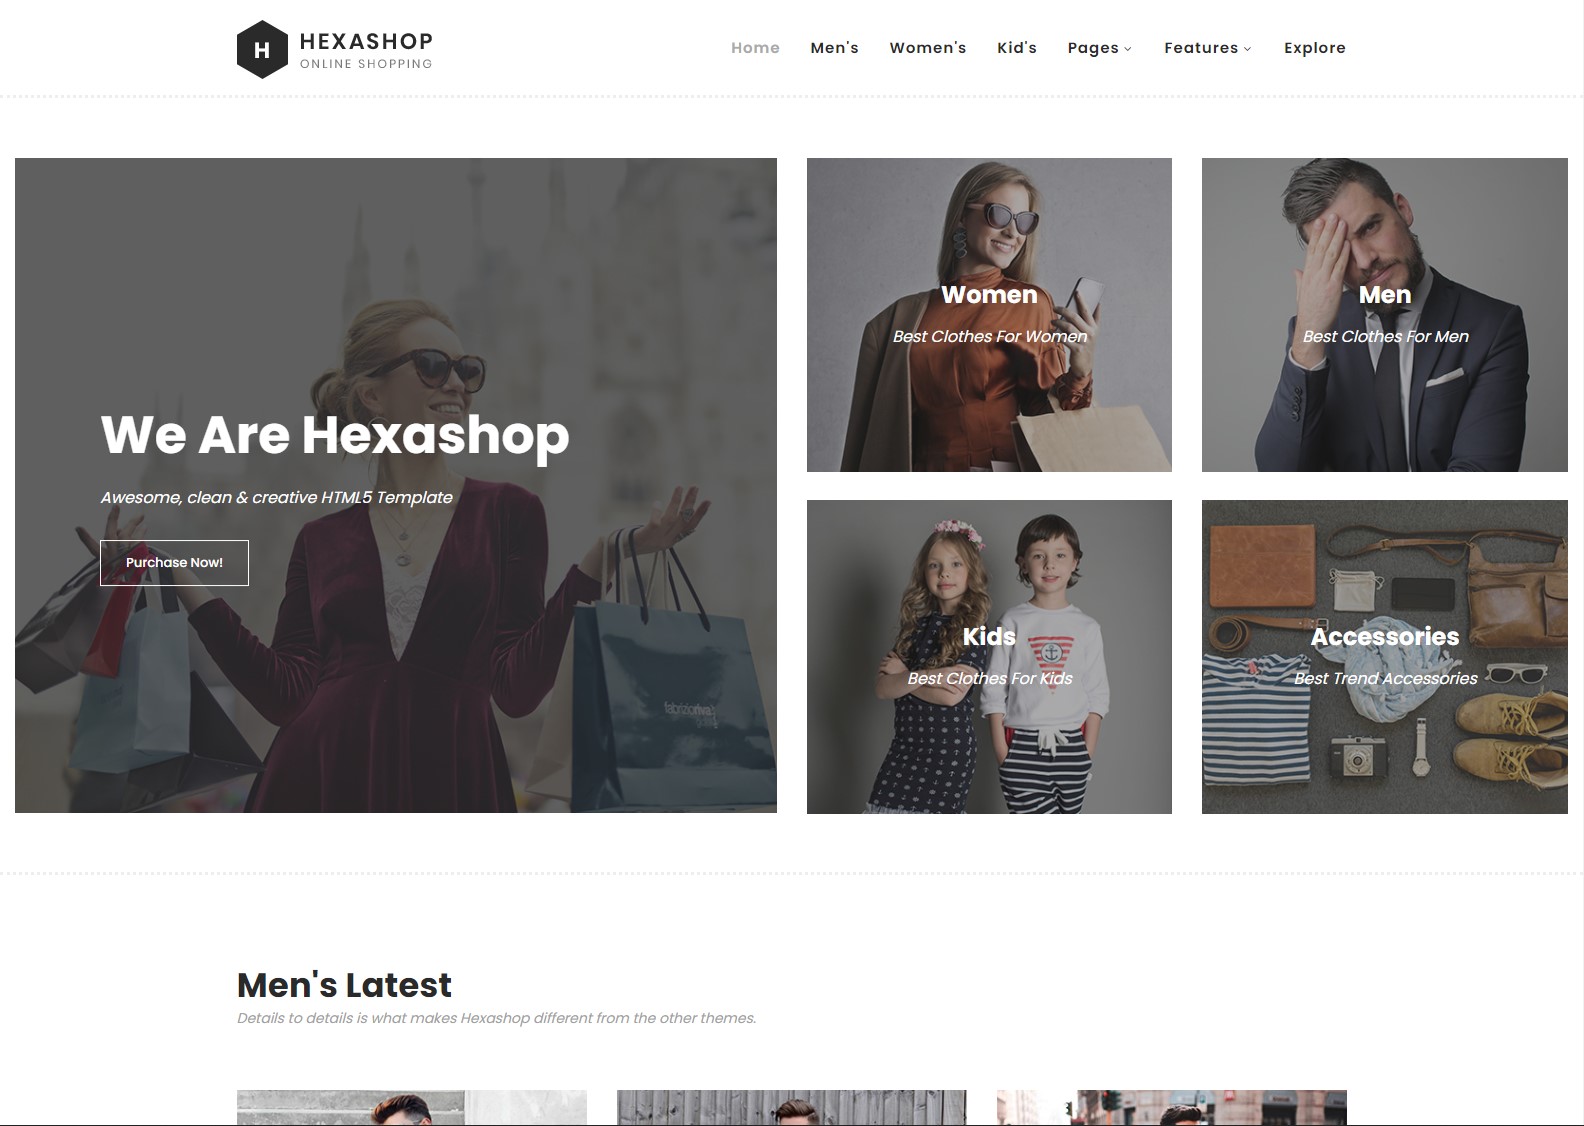 H
HEXASHOP
ONLINE SHOPPING
Home Men's Women's Kid's Pages Features Explore
We Are Hexashop
Awesome, clean & creative HTML5 Template
Purchase Now!
Women
Best Clothes For Women
Men
Best Clothes For Men
Kids
Best Clothes For Kids
Accessories
Best Trend Accessories
Men's Latest
Details to details is what makes Hexashop different from the other themes.